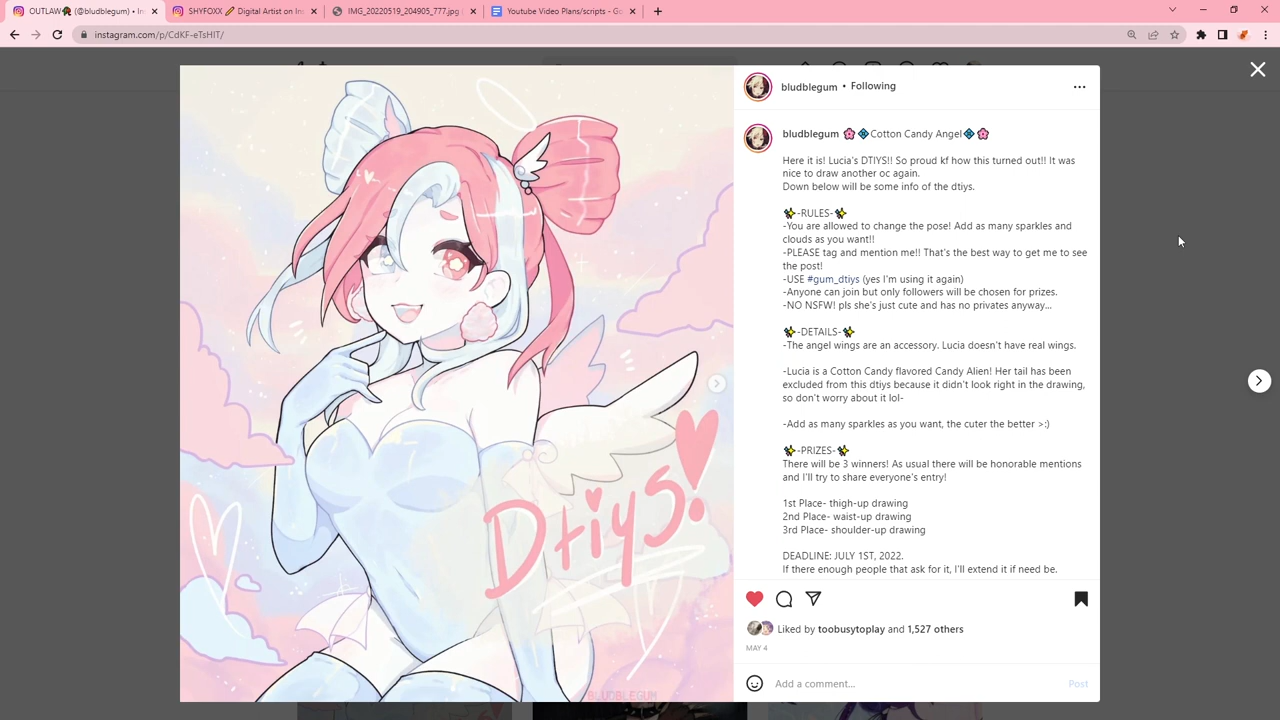 OUTLAW🥀 (@bludblegum) • In
SHYFOXX 🖍 Digital Artist on Ins
IMG_20220519_204905_777.jpg (
Youtube Video Plans/scripts - Go
instagram.com/p/CdKF-eTsHIT/
bludblegum • Following
bludblegum 🌸💠Cotton Candy Angel💠🌸
Here it is! Lucia's DTIYS!! So proud kf how this turned out!! It was
nice to draw another oc again.
Down below will be some info of the dtiys.
✨-RULES-✨
-You are allowed to change the pose! Add as many sparkles and
clouds as you want!!
-PLEASE tag and mention me!! That's the best way to get me to see
the post!
-USE #gum_dtiys (yes I'm using it again)
-Anyone can join but only followers will be chosen for prizes.
-NO NSFW! pls she's just cute and has no privates anyway...
✨-DETAILS-✨
-The angel wings are an accessory. Lucia doesn't have real wings.
-Lucia is a Cotton Candy flavored Candy Alien! Her tail has been
excluded from this dtiys because it didn't look right in the drawing,
so don't worry about it lol-
-Add as many sparkles as you want, the cuter the better >:)
✨-PRIZES-✨
There will be 3 winners! As usual there will be honorable mentions
and I'll try to share everyone's entry!
1st Place- thigh-up drawing
2nd Place- waist-up drawing
3rd Place- shoulder-up drawing
DEADLINE: JULY 1ST, 2022.
If there enough people that ask for it, I'll extend it if need be.
Dtiys!
BLUDBLEGUM
Liked by toobusytoplay and 1,527 others
MAY 4
Add a comment...
Post